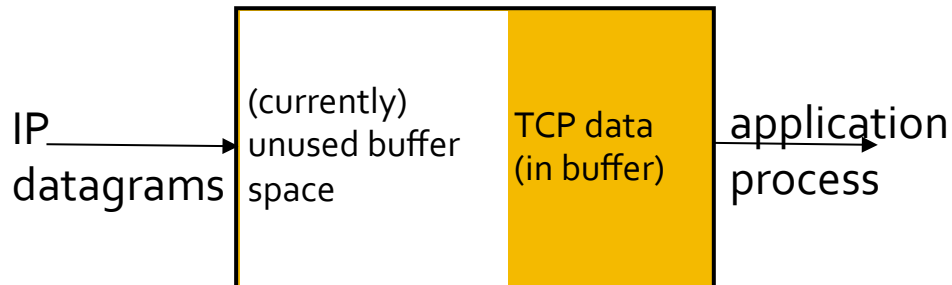 IP
datagrams
(currently)
unused buffer
space
TCP data
(in buffer)
application
process